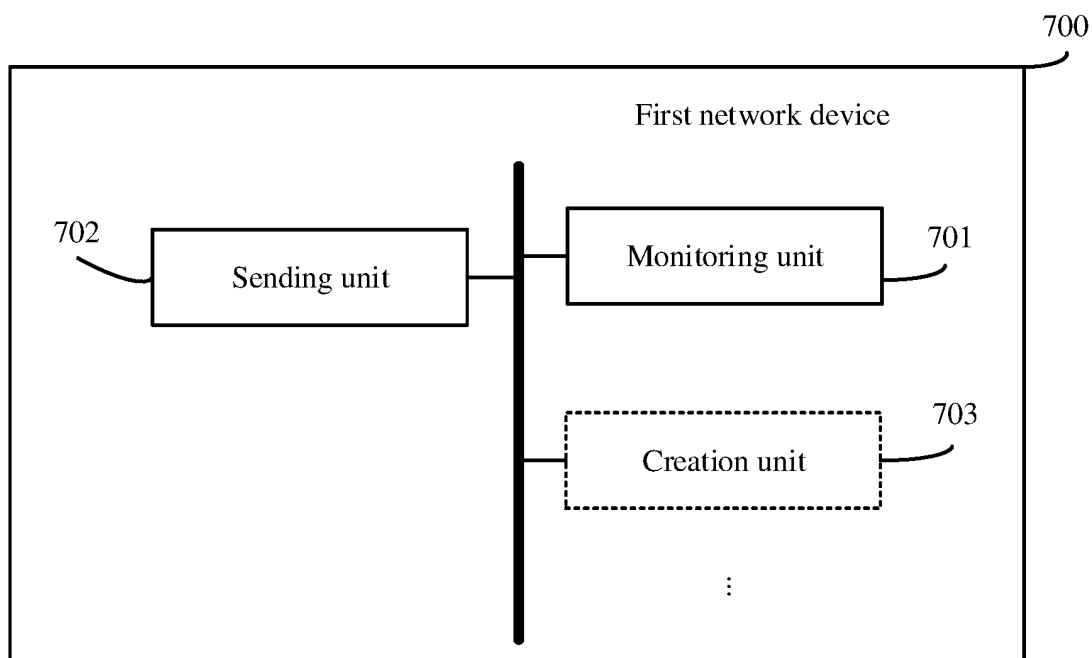 700
First network device
702
Sending unit
Monitoring unit
701
703
Creation unit
...